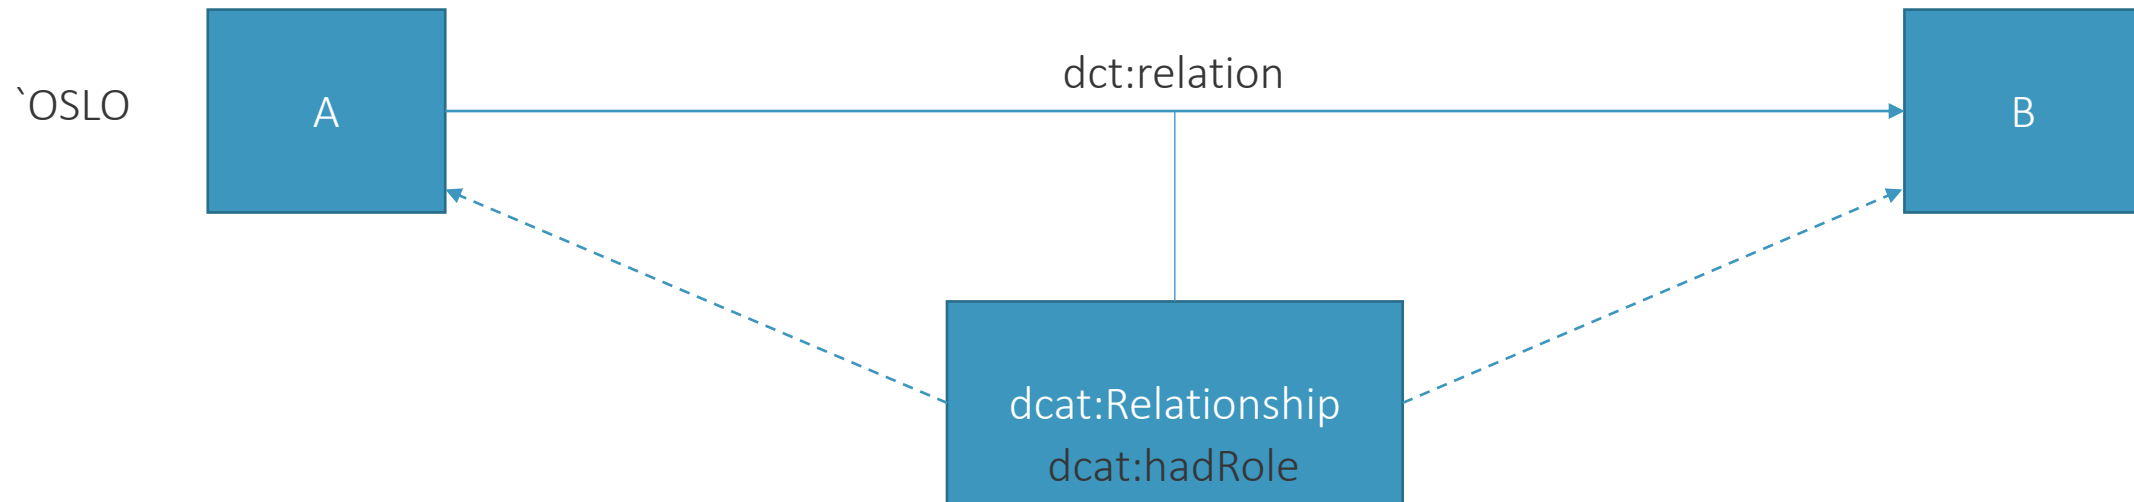 `OSLO
A
dct:relation
B
dcat:Relationship
dcat:hadRole